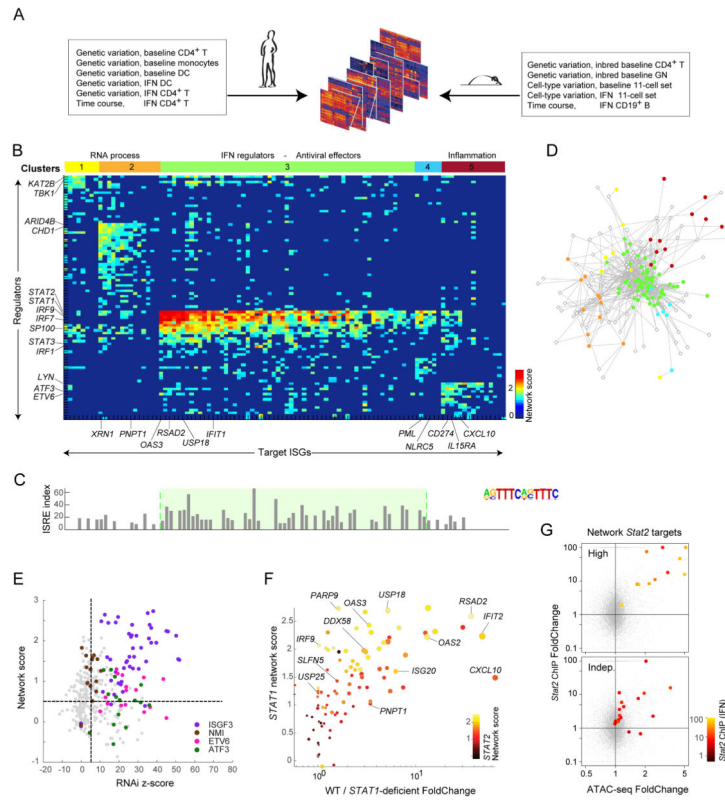 A
Genetic variation, baseline CD4+ T
Genetic variation, baseline monocytes
Genetic variation, baseline DC
Genetic variation, IFN DC
Genetic variation, IFN CD4+ T
Time course, IFN CD4+ T
Genetic variation, inbred baseline CD4+ T
Genetic variation, inbred baseline GN
Cell-type variation, baseline 11-cell set
Cell-type variation, IFN 11-cell set
Time course, IFN CD19+ B
B
RNA process
IFN regulators - Antiviral effectors
Inflammation
Clusters
1 2 3 4 5
KAT2B
TBK1
ARID4B
CHD1
STAT2
STAT1
IRF9
IRF7
SP100
STAT3
IRF1
LYN
ATF3
ETV6
Regulators
2
1
0
Network score
XRN1 PNPT1 OAS3 RSAD2 USP18 IFIT1 PML NLRC5 CD274 IL15RA CXCL10
Target ISGs
D
C
ISRE index
60
40
20
0
AGTTTCAGTTTC
E
Network score
3
2
1
0
-1
-20 -10 0 10 20 30 40 50 60 70 80
RNAi z-score
ISGF3
NMI
ETV6
ATF3
F
STAT1 network score
2.5
2
1.5
1
0.5
0
PARP9
OAS3
USP18
RSAD2
DDX58
IFIT2
IRF9
OAS2
SLFN5
ISG20
USP25
CXCL10
PNPT1
2
1
0
STAT2
Network score
10^0 10^1
WT / STAT1-deficient FoldChange
G
Network Stat2 targets
High
100
10
1
0.1
Stat2 ChIP FoldChange
Indep.
100
10
1
0.1
0.5 1 2 5
ATAC-seq FoldChange
100
10
1
Stat2 ChIP (IFN)